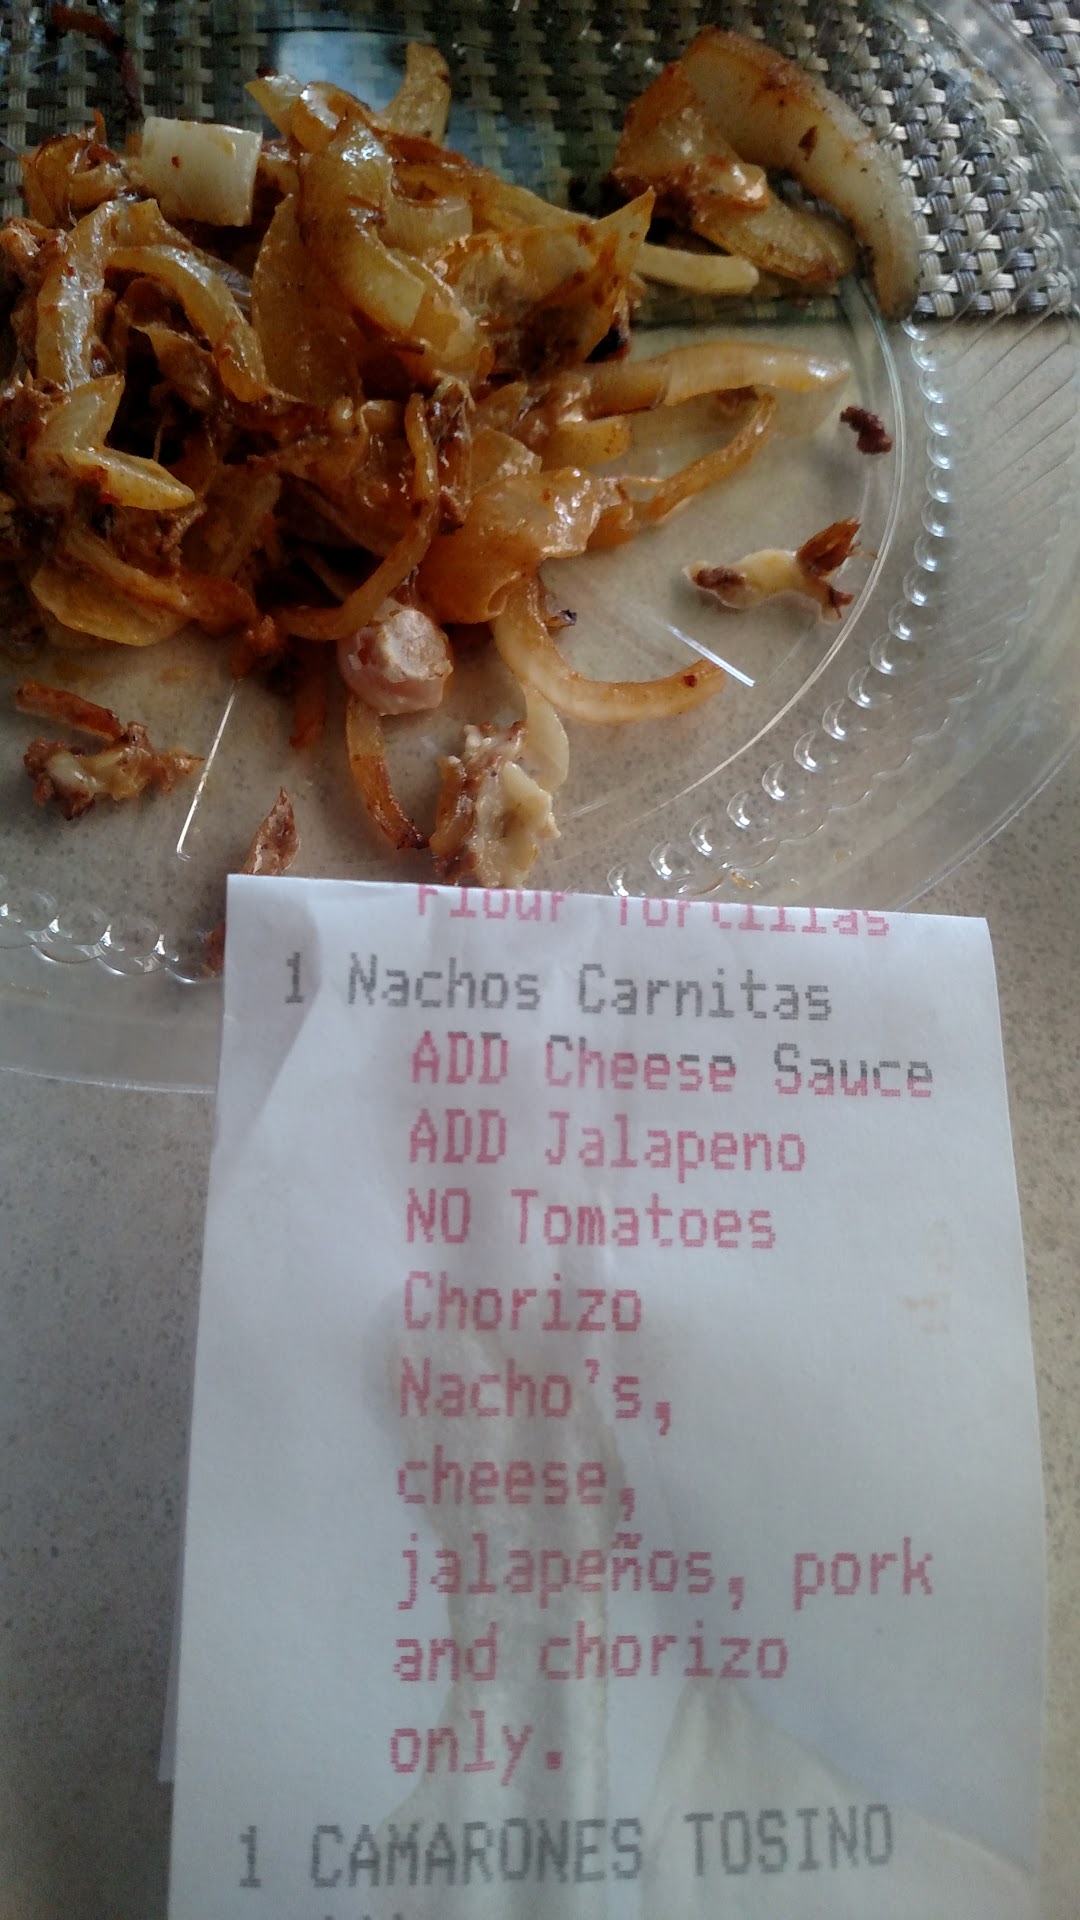 Flour Tortillas
1 Nachos Carnitas
ADD Cheese Sauce
ADD Jalapeno
NO Tomatoes
Chorizo
Nacho's,
cheese,
jalapeños, pork
and chorizo
only.
1 CAMARONES TOSINO